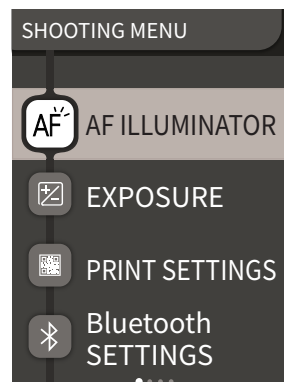 SHOOTING MENU
AF
AF ILLUMINATOR
EXPOSURE
PRINT SETTINGS
Bluetooth
SETTINGS